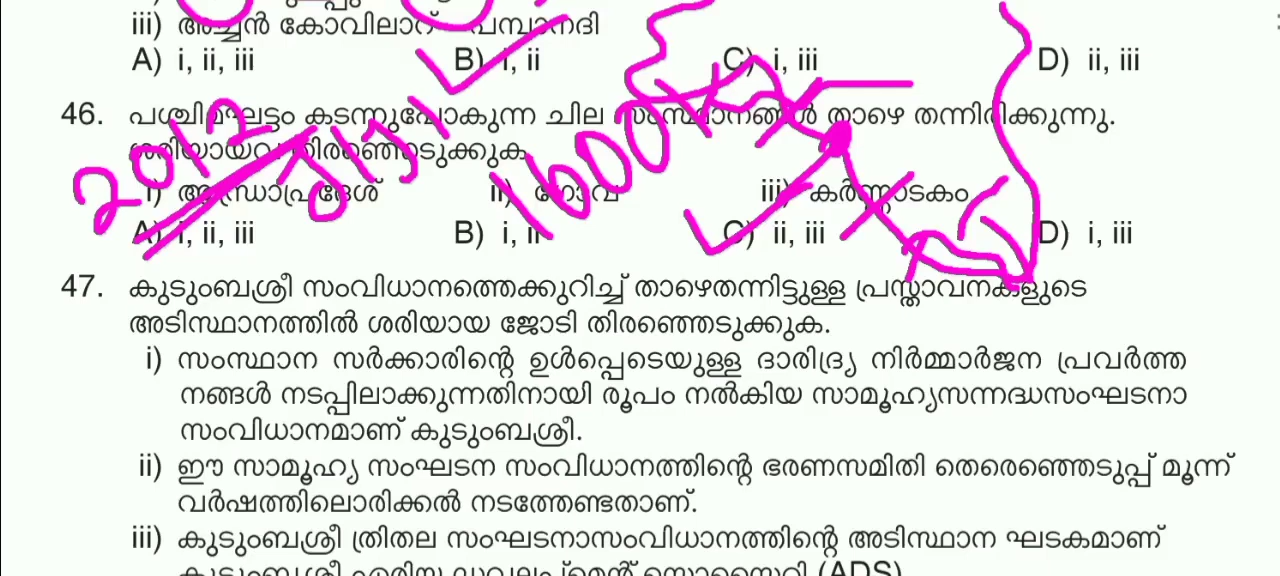 iii) അച്ചൻ കോവിലാറ് – പമ്പാനദി
A) i, ii, iii B) i, ii C) i, iii D) ii, iii
46. പശ്ചിമഘട്ടം കടന്നുപോകുന്ന ചില സംസ്ഥാനങ്ങൾ താഴെ തന്നിരിക്കുന്നു.
ശരിയായവ തിരഞ്ഞെടുക്കുക.
i) ആന്ധ്രാപ്രദേശ് ii) ഗോവ iii) കർണ്ണാടകം
A) i, ii, iii B) i, ii C) ii, iii D) i, iii
2012 1600
47. കുടുംബശ്രീ സംവിധാനത്തെക്കുറിച്ച് താഴെതന്നിട്ടുള്ള പ്രസ്താവനകളുടെ
അടിസ്ഥാനത്തിൽ ശരിയായ ജോടി തിരഞ്ഞെടുക്കുക.
i) സംസ്ഥാന സർക്കാരിന്റെ ഉൾപ്പെടെയുള്ള ദാരിദ്ര്യ നിർമ്മാർജന പ്രവർത്ത
നങ്ങൾ നടപ്പിലാക്കുന്നതിനായി രൂപം നൽകിയ സാമൂഹ്യസന്നദ്ധസംഘടനാ
സംവിധാനമാണ് കുടുംബശ്രീ.
ii) ഈ സാമൂഹ്യ സംഘടന സംവിധാനത്തിന്റെ ഭരണസമിതി തെരെഞ്ഞെടുപ്പ് മൂന്ന്
വർഷത്തിലൊരിക്കൽ നടത്തേണ്ടതാണ്.
iii) കുടുംബശ്രീ ത്രിതല സംഘടനാസംവിധാനത്തിന്റെ അടിസ്ഥാന ഘടകമാണ്
കുടുംബശ്രീ ഏരിയ ഡവലപ്മെന്റ് സൊസൈറ്റി (ADS)